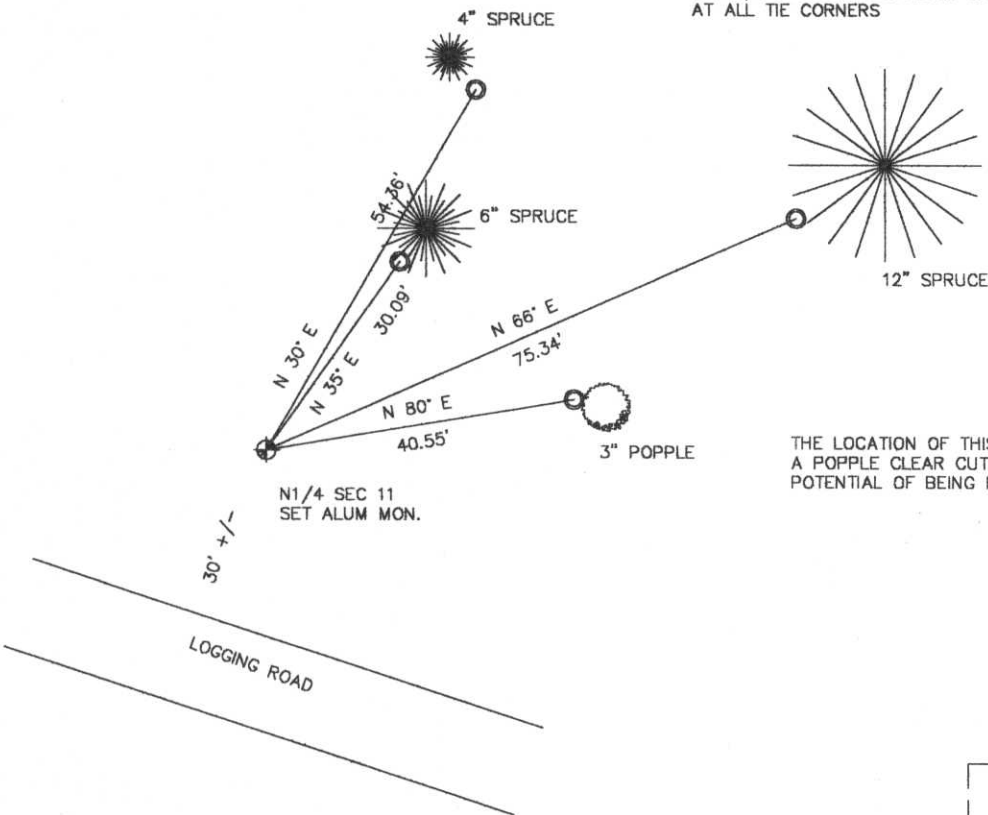 AT ALL TIE CORNERS
4" SPRUCE
54.36'
6" SPRUCE
12" SPRUCE
30.09'
N 66° E
75.34'
N 30° E
N 35° E
N 80° E
40.55'
3" POPPLE
THE LOCATION OF THIS
A POPPLE CLEAR CUT
POTENTIAL OF BEING
N1/4 SEC 11
SET ALUM MON.
30' +/-
LOGGING ROAD